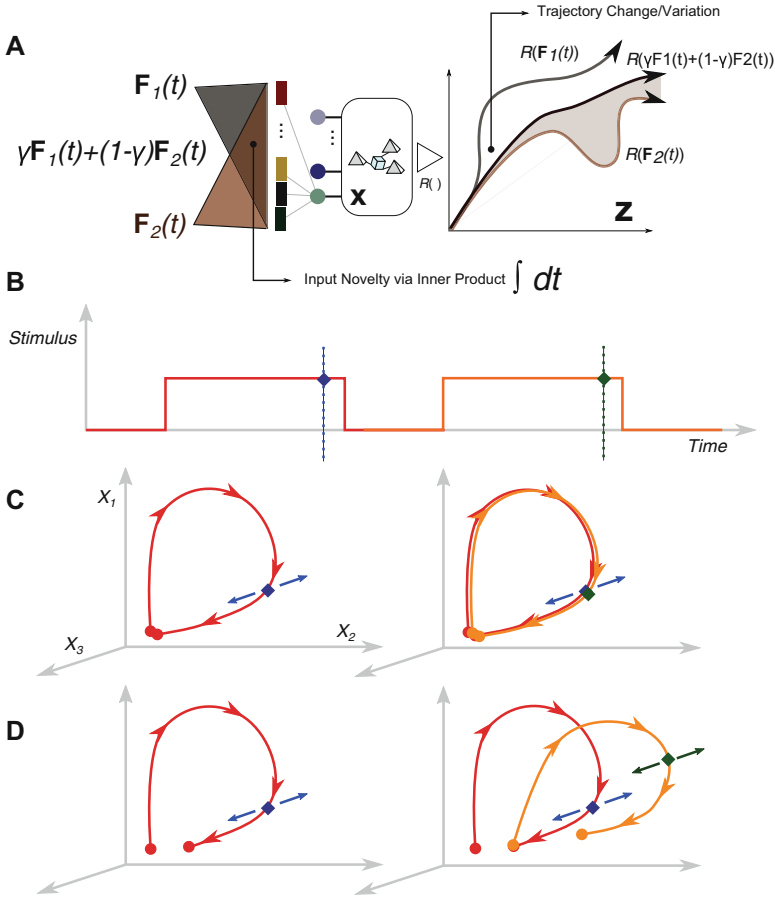 Trajectory Change/Variation
A
R(F1(t))
R(γF1(t)+(1-γ)F2(t))
F1(t)
⋮
⋮
γF1(t)+(1-γ)F2(t)
R(F2(t))
X
R( )
Z
F2(t)
Input Novelty via Inner Product ∫ dt
B
Stimulus
Time
C
X1
X2
X3
D